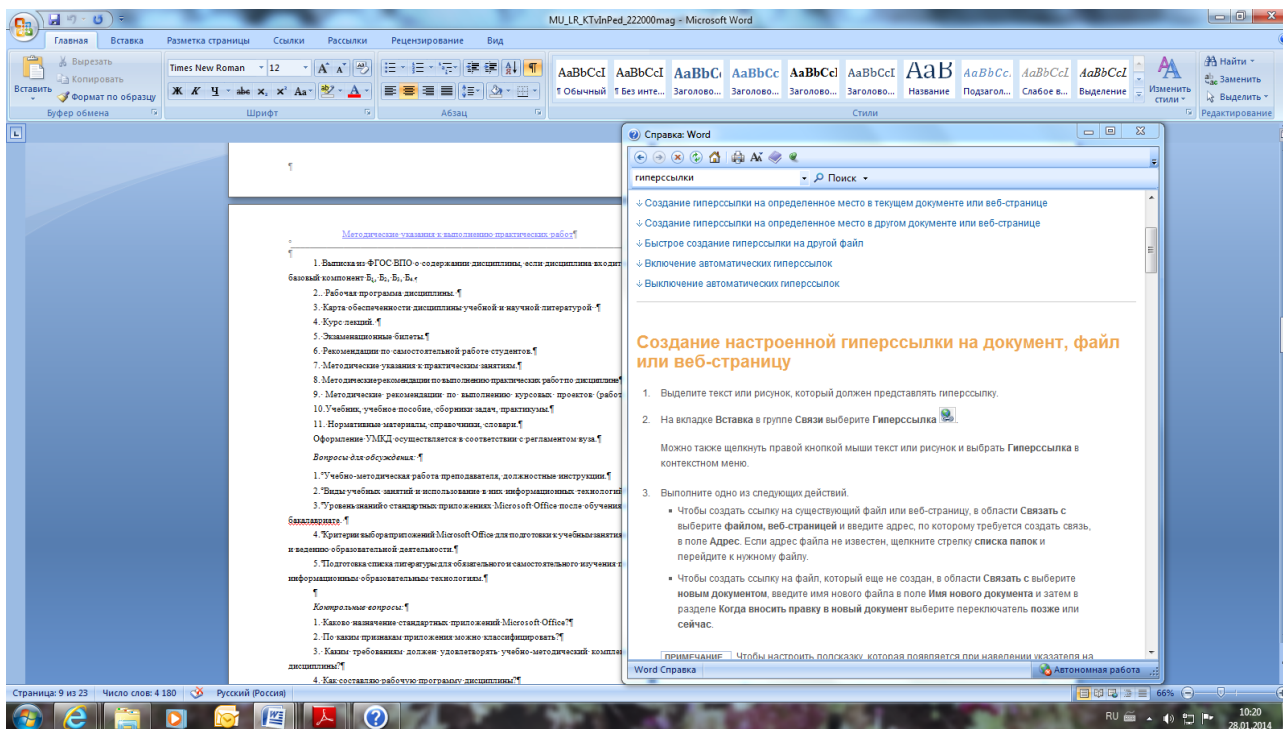 MU_LR_KTvInPed_222000mag - Microsoft Word
Главная Вставка Разметка страницы Ссылки Рассылки Рецензирование Вид
Вставить
Вырезать
Копировать
Формат по образцу
Буфер обмена
Times New Roman 12
Ж К Ч abc x₂ x² Aa
Шрифт
Абзац
AaBbCcI AaBbCcI AaBbC AaBbCc AaBbCcI AaBbCcI АаВ AaBbCc. AaBbCcI AaBbCcI
¶ Обычный ¶ Без инте... Заголово... Заголово... Заголово... Заголово... Название Подзагол... Слабое в... Выделение
Изменить стили
Стили
Найти
Заменить
Выделить
Редактирование
Методические указания к выполнению практических работ¶
¶
1. Выписка из ФГОС ВПО о содержании дисциплины, если дисциплина входит
базовый компонент Б₁, Б₂, Б₃, Б₄.
2.. Рабочая программа дисциплины. ¶
3. Карта обеспеченности дисциплины учебной и научной литературой ¶
4. Курс лекций. ¶
5. Экзаменационные билеты.¶
6. Рекомендации по самостоятельной работе студентов.¶
7. Методические указания к практическим занятиям.¶
8. Методические рекомендации по выполнению практических работ по дисциплине¶
9. Методические рекомендации по выполнению курсовых проектов (работ
10. Учебник, учебное пособие, сборники задач, практикумы.¶
11. Нормативные материалы, справочники, словари.¶
Оформление УМКД осуществляется в соответствии с регламентом вуза.¶
Вопросы для обсуждения: ¶
1.°Учебно-методическая работа преподавателя, должностные инструкции.¶
2.°Виды учебных занятий и использование в них информационных технологий
3.°Уровень знаний о стандартных приложениях Microsoft Office после обучения
бакалавриате. ¶
4.°Критерии выбора приложений Microsoft Office для подготовки к учебным занятия
и ведению образовательной деятельности.¶
5.°Подготовка списка литературы для обязательного и самостоятельного изучения
информационным образовательным технологиям.¶
¶
Контрольные вопросы:¶
1. Каково назначение стандартных приложений Microsoft Office?¶
2. По каким признакам приложения можно классифицировать?¶
3. Каким требованиям должен удовлетворять учебно-методический комплек
дисциплины?¶
4. Как составляю рабочую программу дисциплины?¶
Справка: Word
гиперссылки Поиск
Создание гиперссылки на определенное место в текущем документе или веб-странице
Создание гиперссылки на определенное место в другом документе или веб-странице
Быстрое создание гиперссылки на другой файл
Включение автоматических гиперссылок
Выключение автоматических гиперссылок
Создание настроенной гиперссылки на документ, файл
или веб-страницу
1. Выделите текст или рисунок, который должен представлять гиперссылку.
2. На вкладке Вставка в группе Связи выберите Гиперссылка .
Можно также щелкнуть правой кнопкой мыши текст или рисунок и выбрать Гиперссылка в
контекстном меню.
3. Выполните одно из следующих действий.
Чтобы создать ссылку на существующий файл или веб-страницу, в области Связать с
выберите файлом, веб-страницей и введите адрес, по которому требуется создать связь,
в поле Адрес. Если адрес файла не известен, щелкните стрелку списка папок и
перейдите к нужному файлу.
Чтобы создать ссылку на файл, который еще не создан, в области Связать с выберите
новым документом, введите имя нового файла в поле Имя нового документа и затем в
разделе Когда вносить правку в новый документ выберите переключатель позже или
сейчас.
ПРИМЕЧАНИЕ Чтобы настроить подсказку, которая появляется при наведении указателя на
Word Справка Автономная работа
Страница: 9 из 23 Число слов: 4 180 Русский (Россия) 66%
RU 10:20
28.01.2014